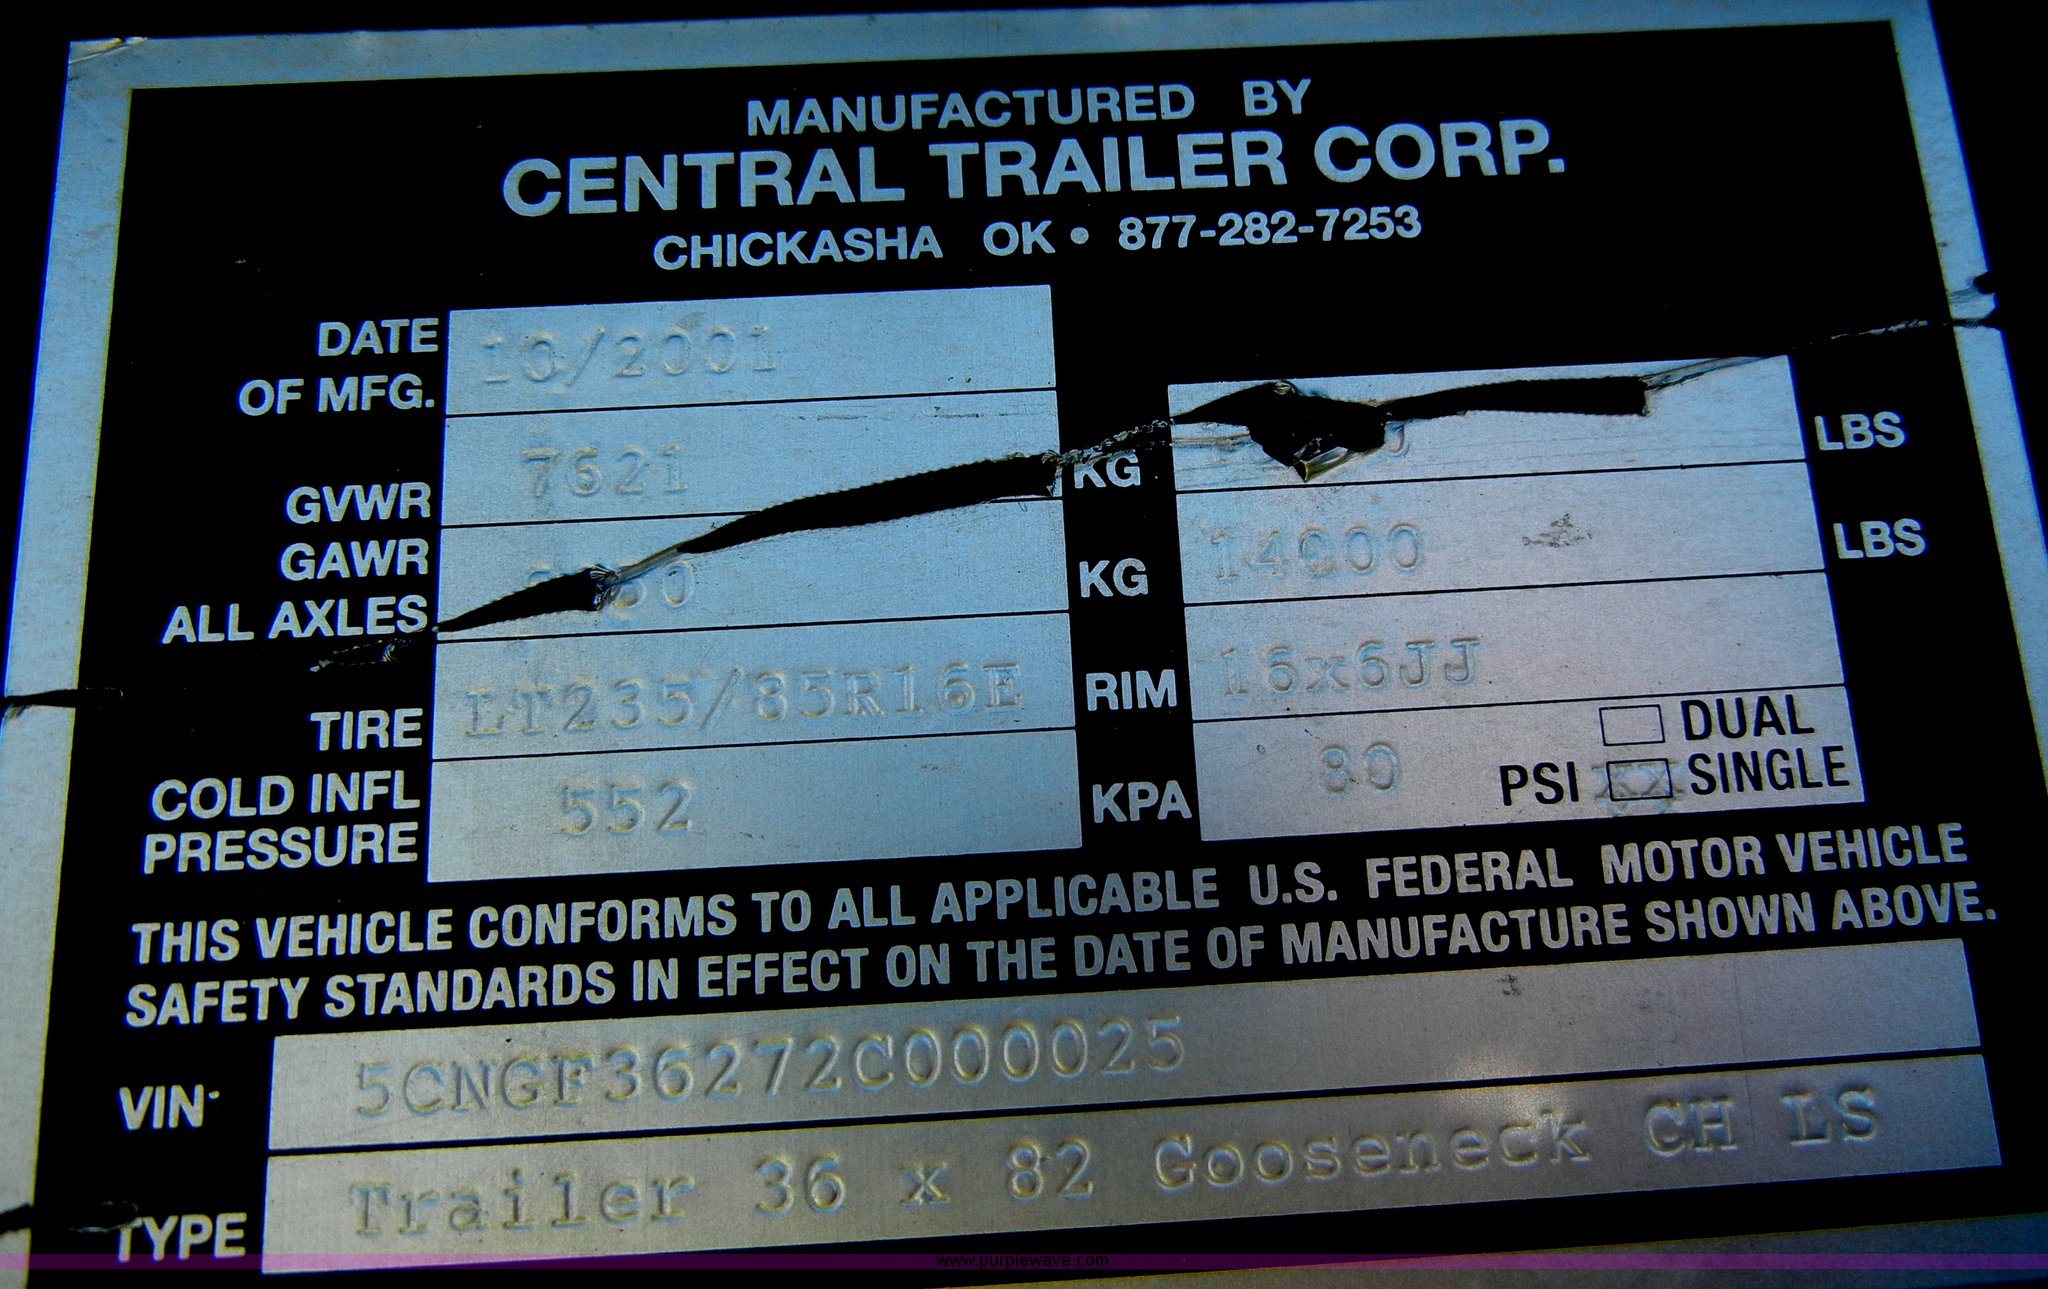 MANUFACTURED BY
CENTRAL TRAILER CORP.
CHICKASHA OK • 877-282-7253
DATE OF MFG. 10/2001
GVWR 7621 KG LBS
GAWR ALL AXLES KG 14000 LBS
TIRE LT235/85R16E RIM 16x6JJ
DUAL
COLD INFL PRESSURE 552 KPA 80 PSI XX SINGLE
THIS VEHICLE CONFORMS TO ALL APPLICABLE U.S. FEDERAL MOTOR VEHICLE
SAFETY STANDARDS IN EFFECT ON THE DATE OF MANUFACTURE SHOWN ABOVE.
VIN 5CNGF36272C000025
TYPE Trailer 36 x 82 Gooseneck CH LS
www.purplewave.com